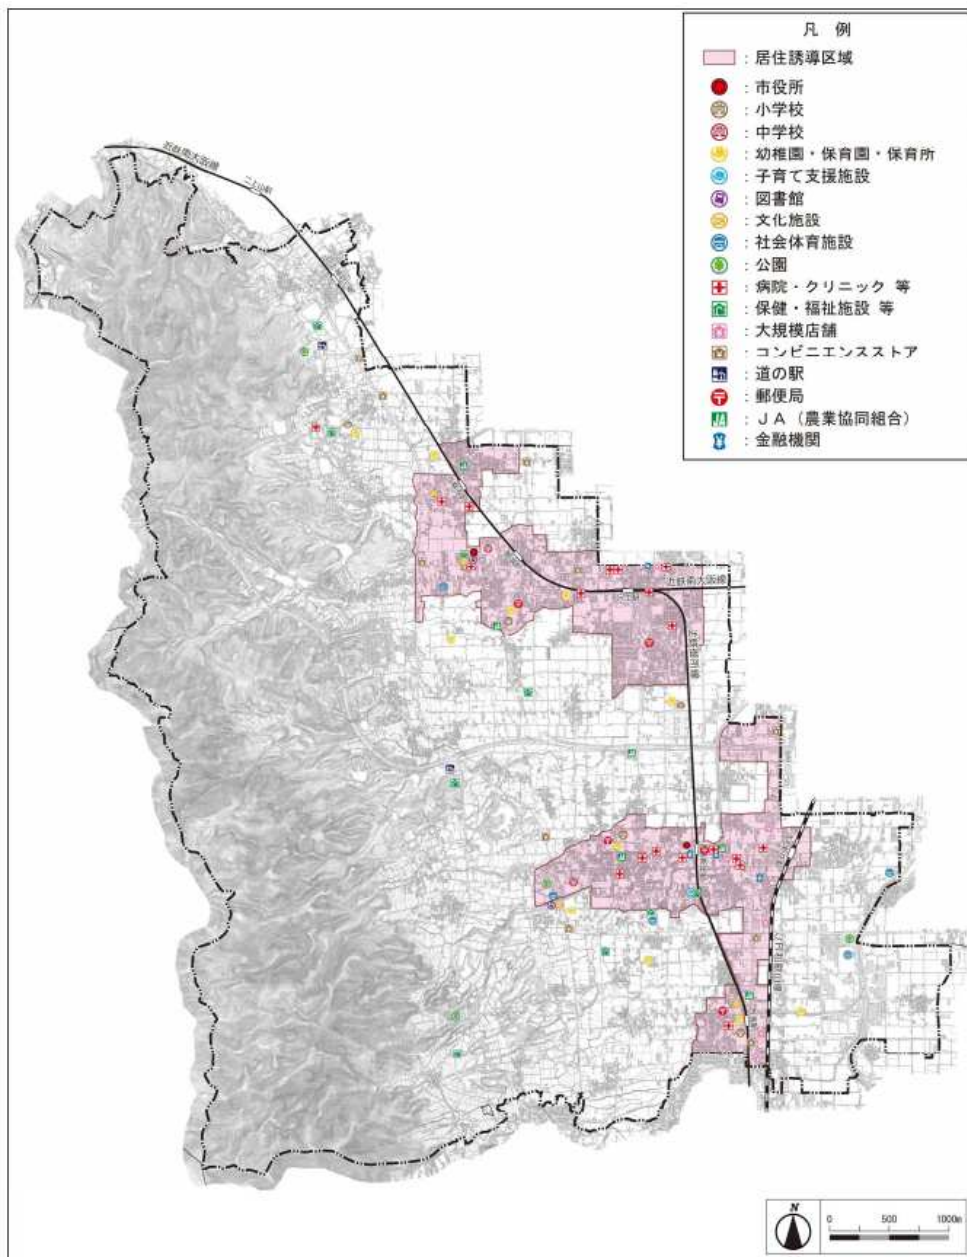 凡 例
：居住誘導区域
：市役所
：小学校
：中学校
：幼稚園・保育園・保育所
：子育て支援施設
：図書館
：文化施設
：社会体育施設
：公園
：病院・クリニック 等
：保健・福祉施設 等
：大規模店舗
：コンビニエンスストア
：道の駅
：郵便局
：ＪＡ（農業協同組合）
：金融機関
近鉄南大阪線
二上山駅
近鉄南大阪線
近鉄御所線
JR和歌山線
N
0 500 1000m